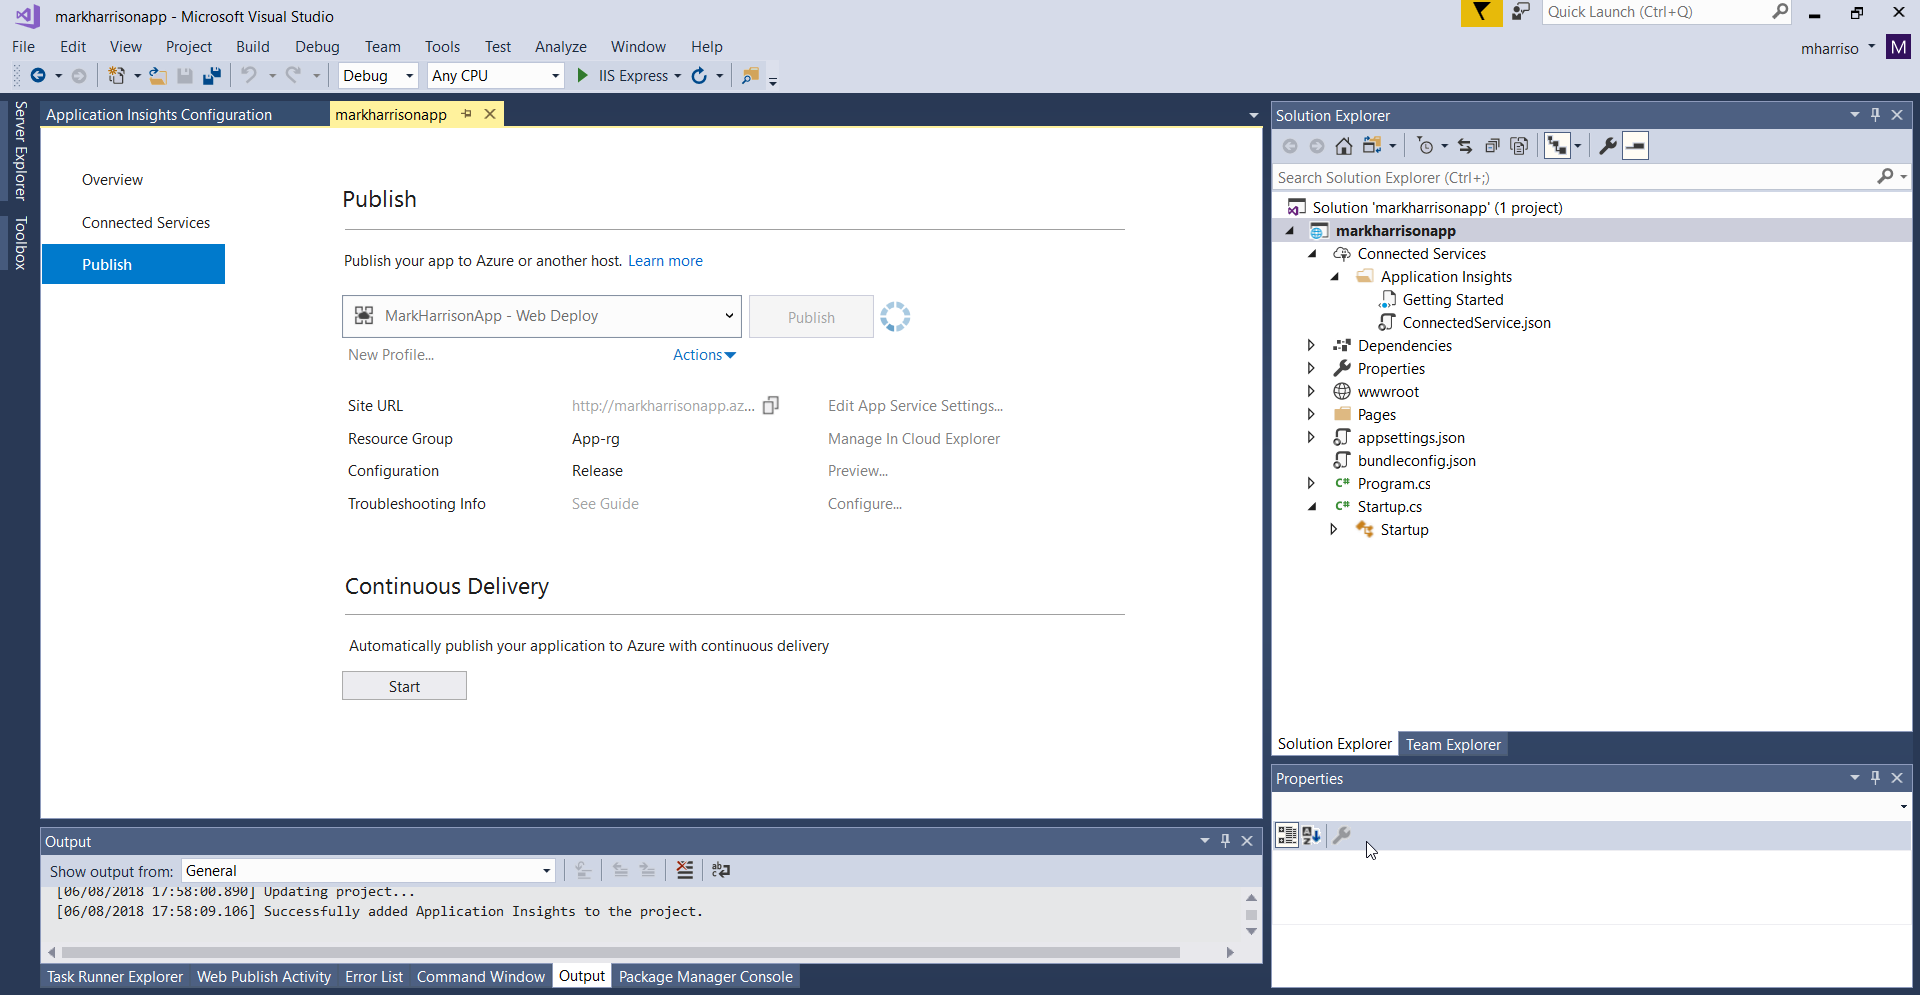 markharrisonapp - Microsoft Visual Studio
Quick Launch (Ctrl+Q)
File Edit View Project Build Debug Team Tools Test Analyze Window Help
mharriso M
Debug Any CPU IIS Express
Server Explorer
Toolbox
Application Insights Configuration markharrisonapp
Overview
Connected Services
Publish
Publish
Publish your app to Azure or another host. Learn more
MarkHarrisonApp - Web Deploy Publish
New Profile... Actions
Site URL http://markharrisonapp.az... Edit App Service Settings...
Resource Group App-rg Manage In Cloud Explorer
Configuration Release Preview...
Troubleshooting Info See Guide Configure...
Continuous Delivery
Automatically publish your application to Azure with continuous delivery
Start
Solution Explorer
Search Solution Explorer (Ctrl+;)
Solution 'markharrisonapp' (1 project)
markharrisonapp
Connected Services
Application Insights
Getting Started
ConnectedService.json
Dependencies
Properties
wwwroot
Pages
appsettings.json
bundleconfig.json
C# Program.cs
C# Startup.cs
Startup
Solution Explorer Team Explorer
Properties
Output
Show output from: General
[06/08/2018 17:58:00.890] Updating project...
[06/08/2018 17:58:09.106] Successfully added Application Insights to the project.
Task Runner Explorer Web Publish Activity Error List Command Window Output Package Manager Console